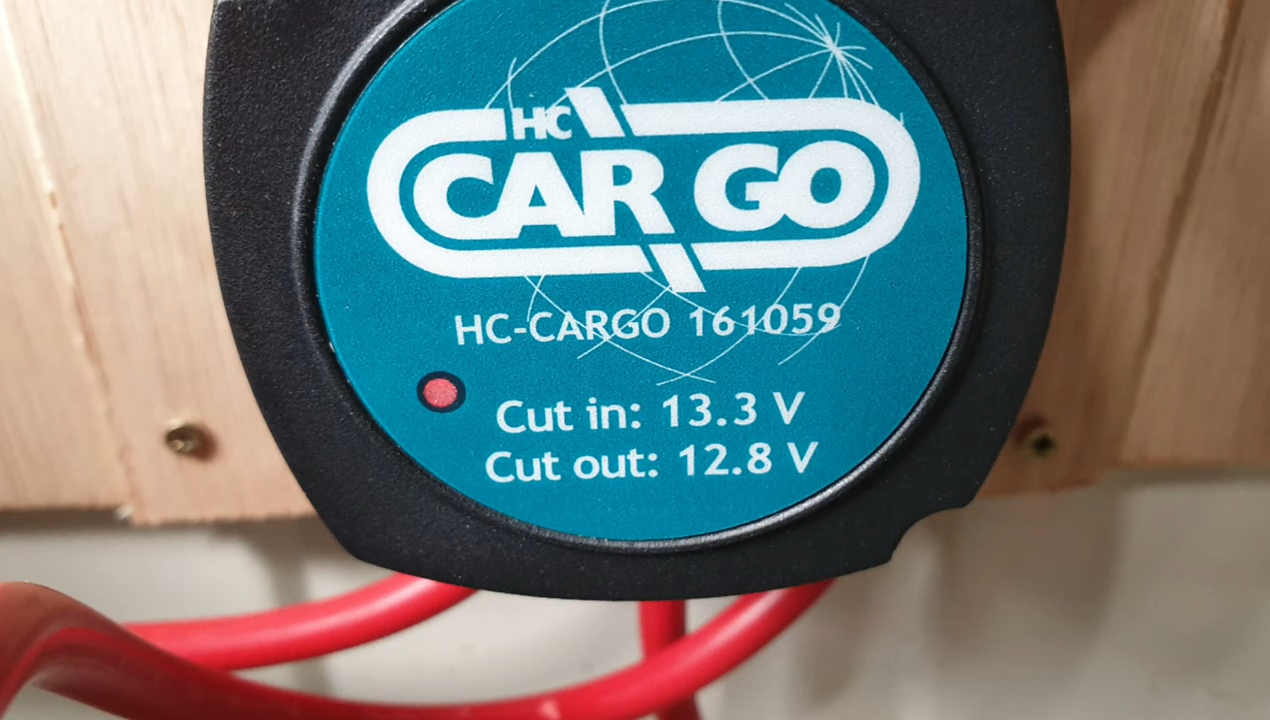 HC
CAR GO
HC-CARGO 161059
Cut in: 13.3 V
Cut out: 12.8 V